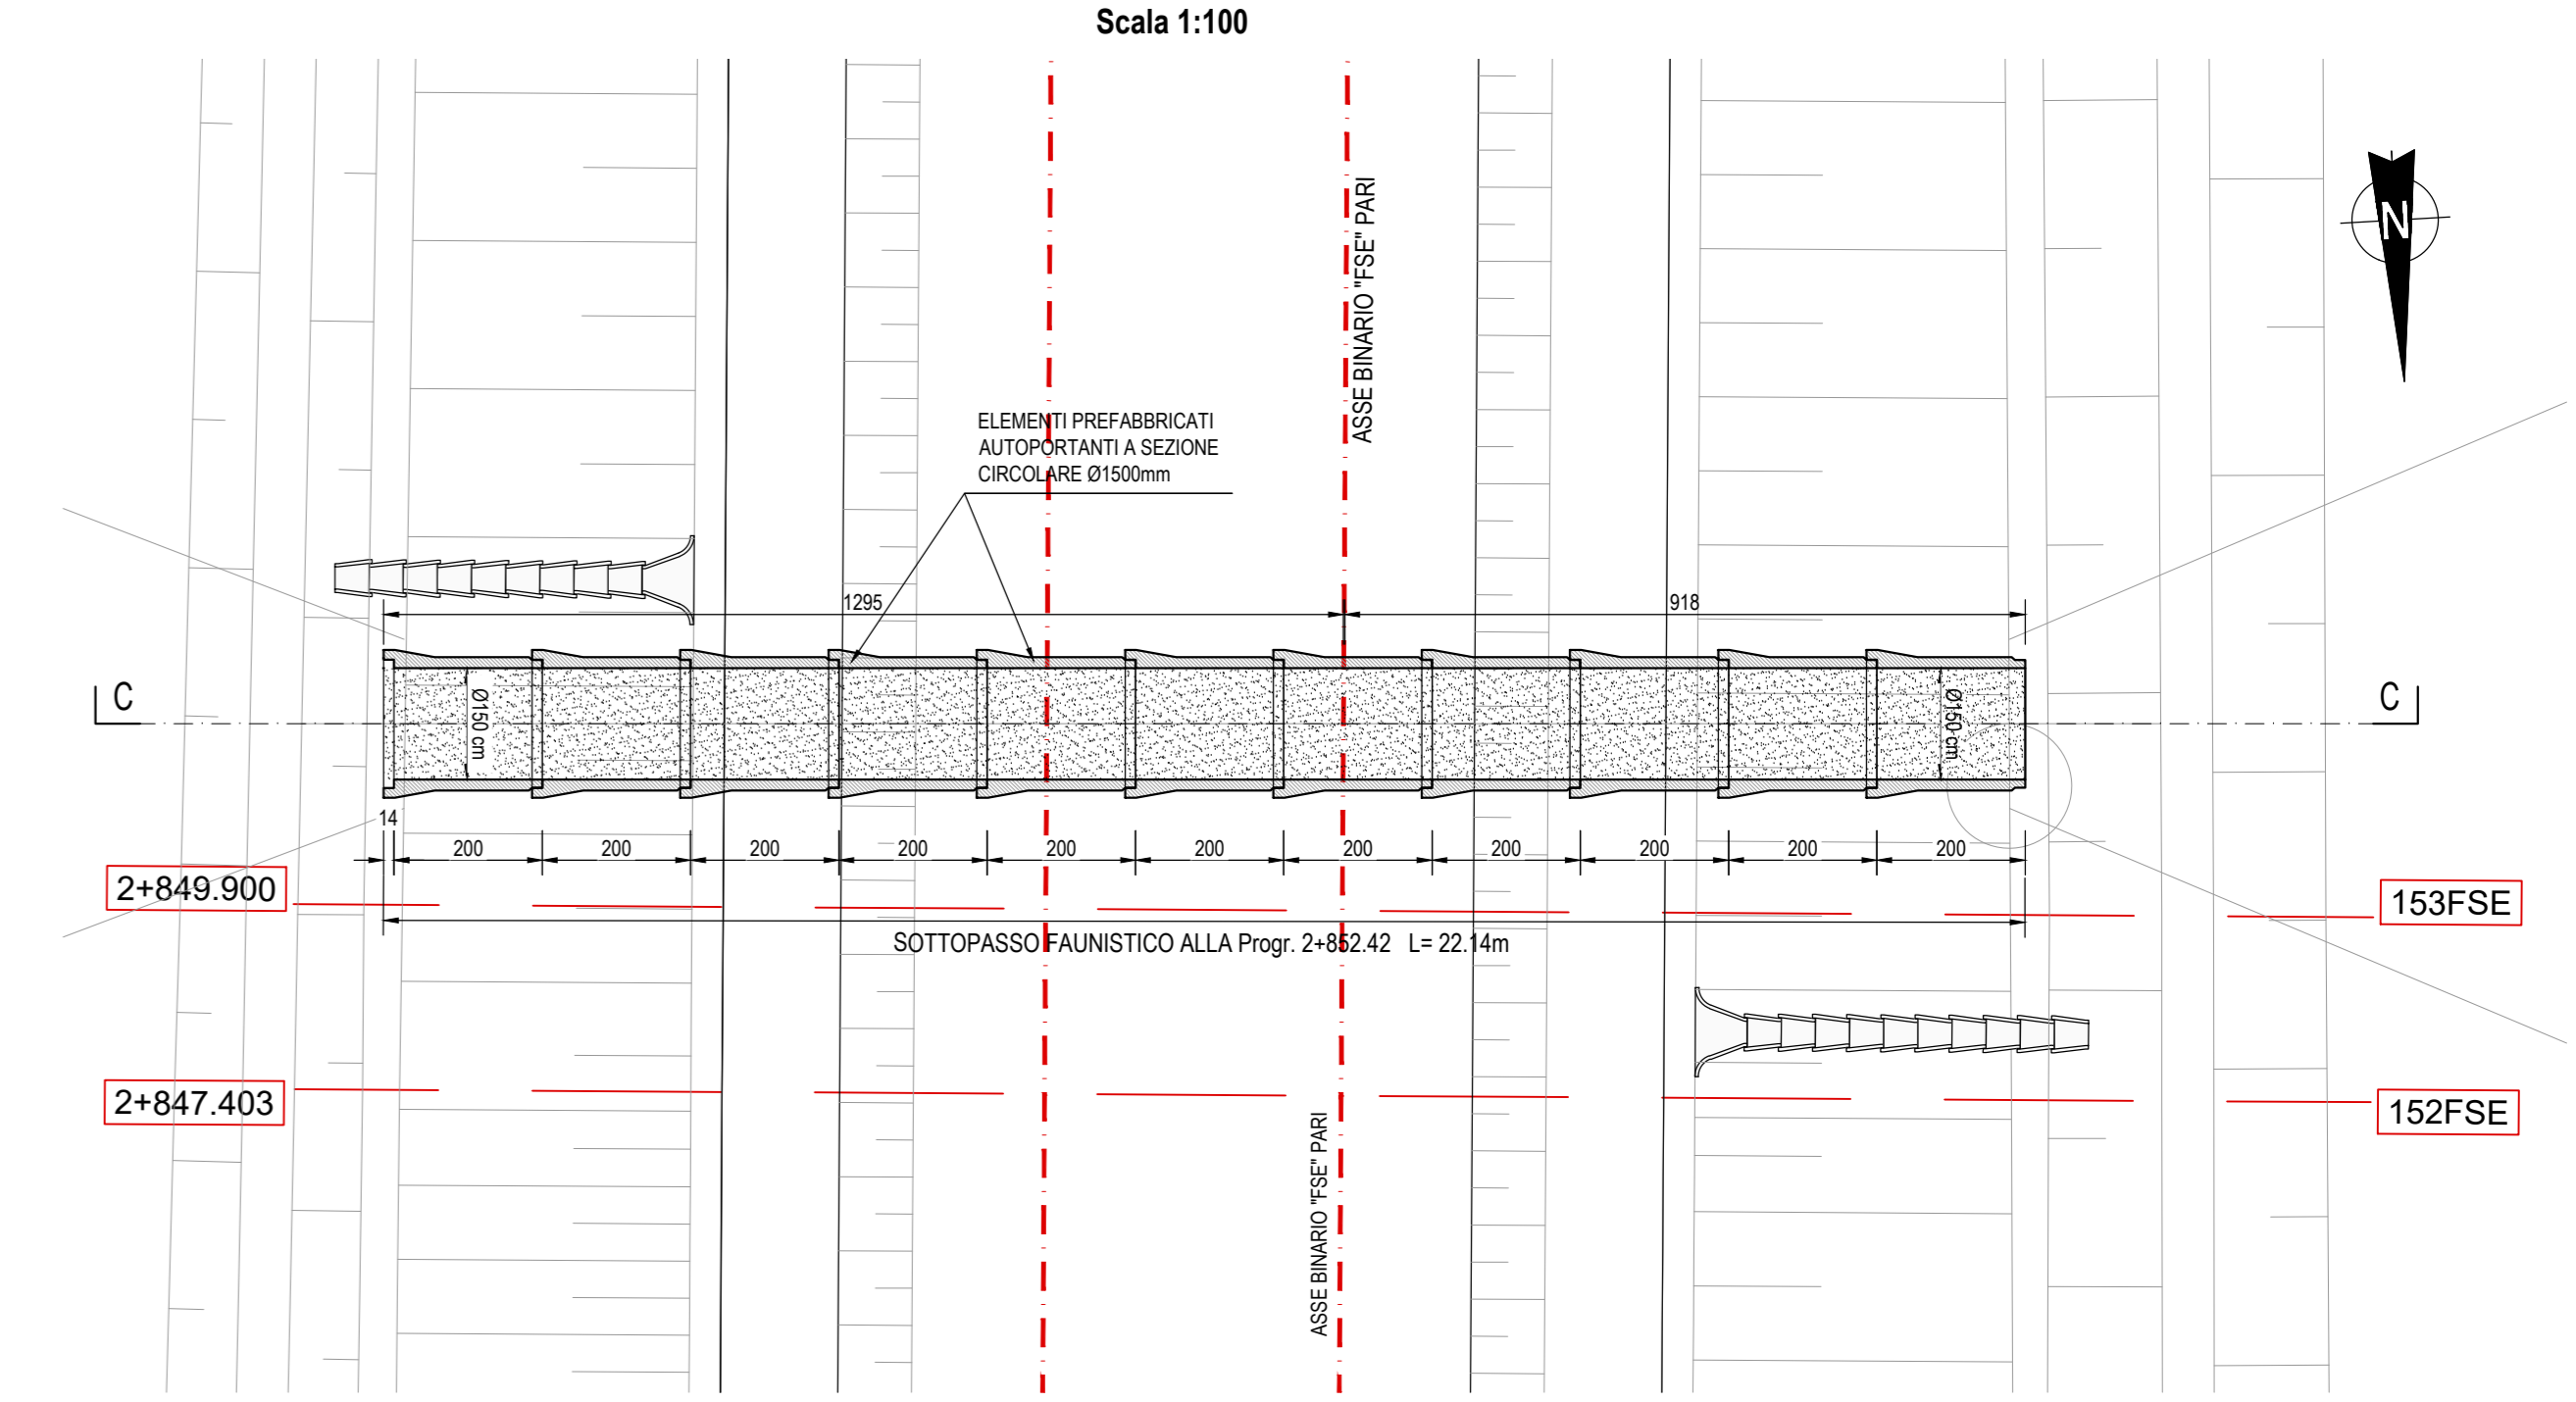 Scala 1:100
N
ASSE BINARIO "FSE" PARI
ELEMENTI PREFABBRICATI
AUTOPORTANTI A SEZIONE
CIRCOLARE Ø1500mm
1295
918
C
Ø150 cm
Ø150 cm
C
14
200
200
200
200
200
200
200
200
200
200
200
2+849.900
153FSE
SOTTOPASSO FAUNISTICO ALLA Progr. 2+852.42 L= 22.14m
2+847.403
152FSE
ASSE BINARIO "FSE" PARI